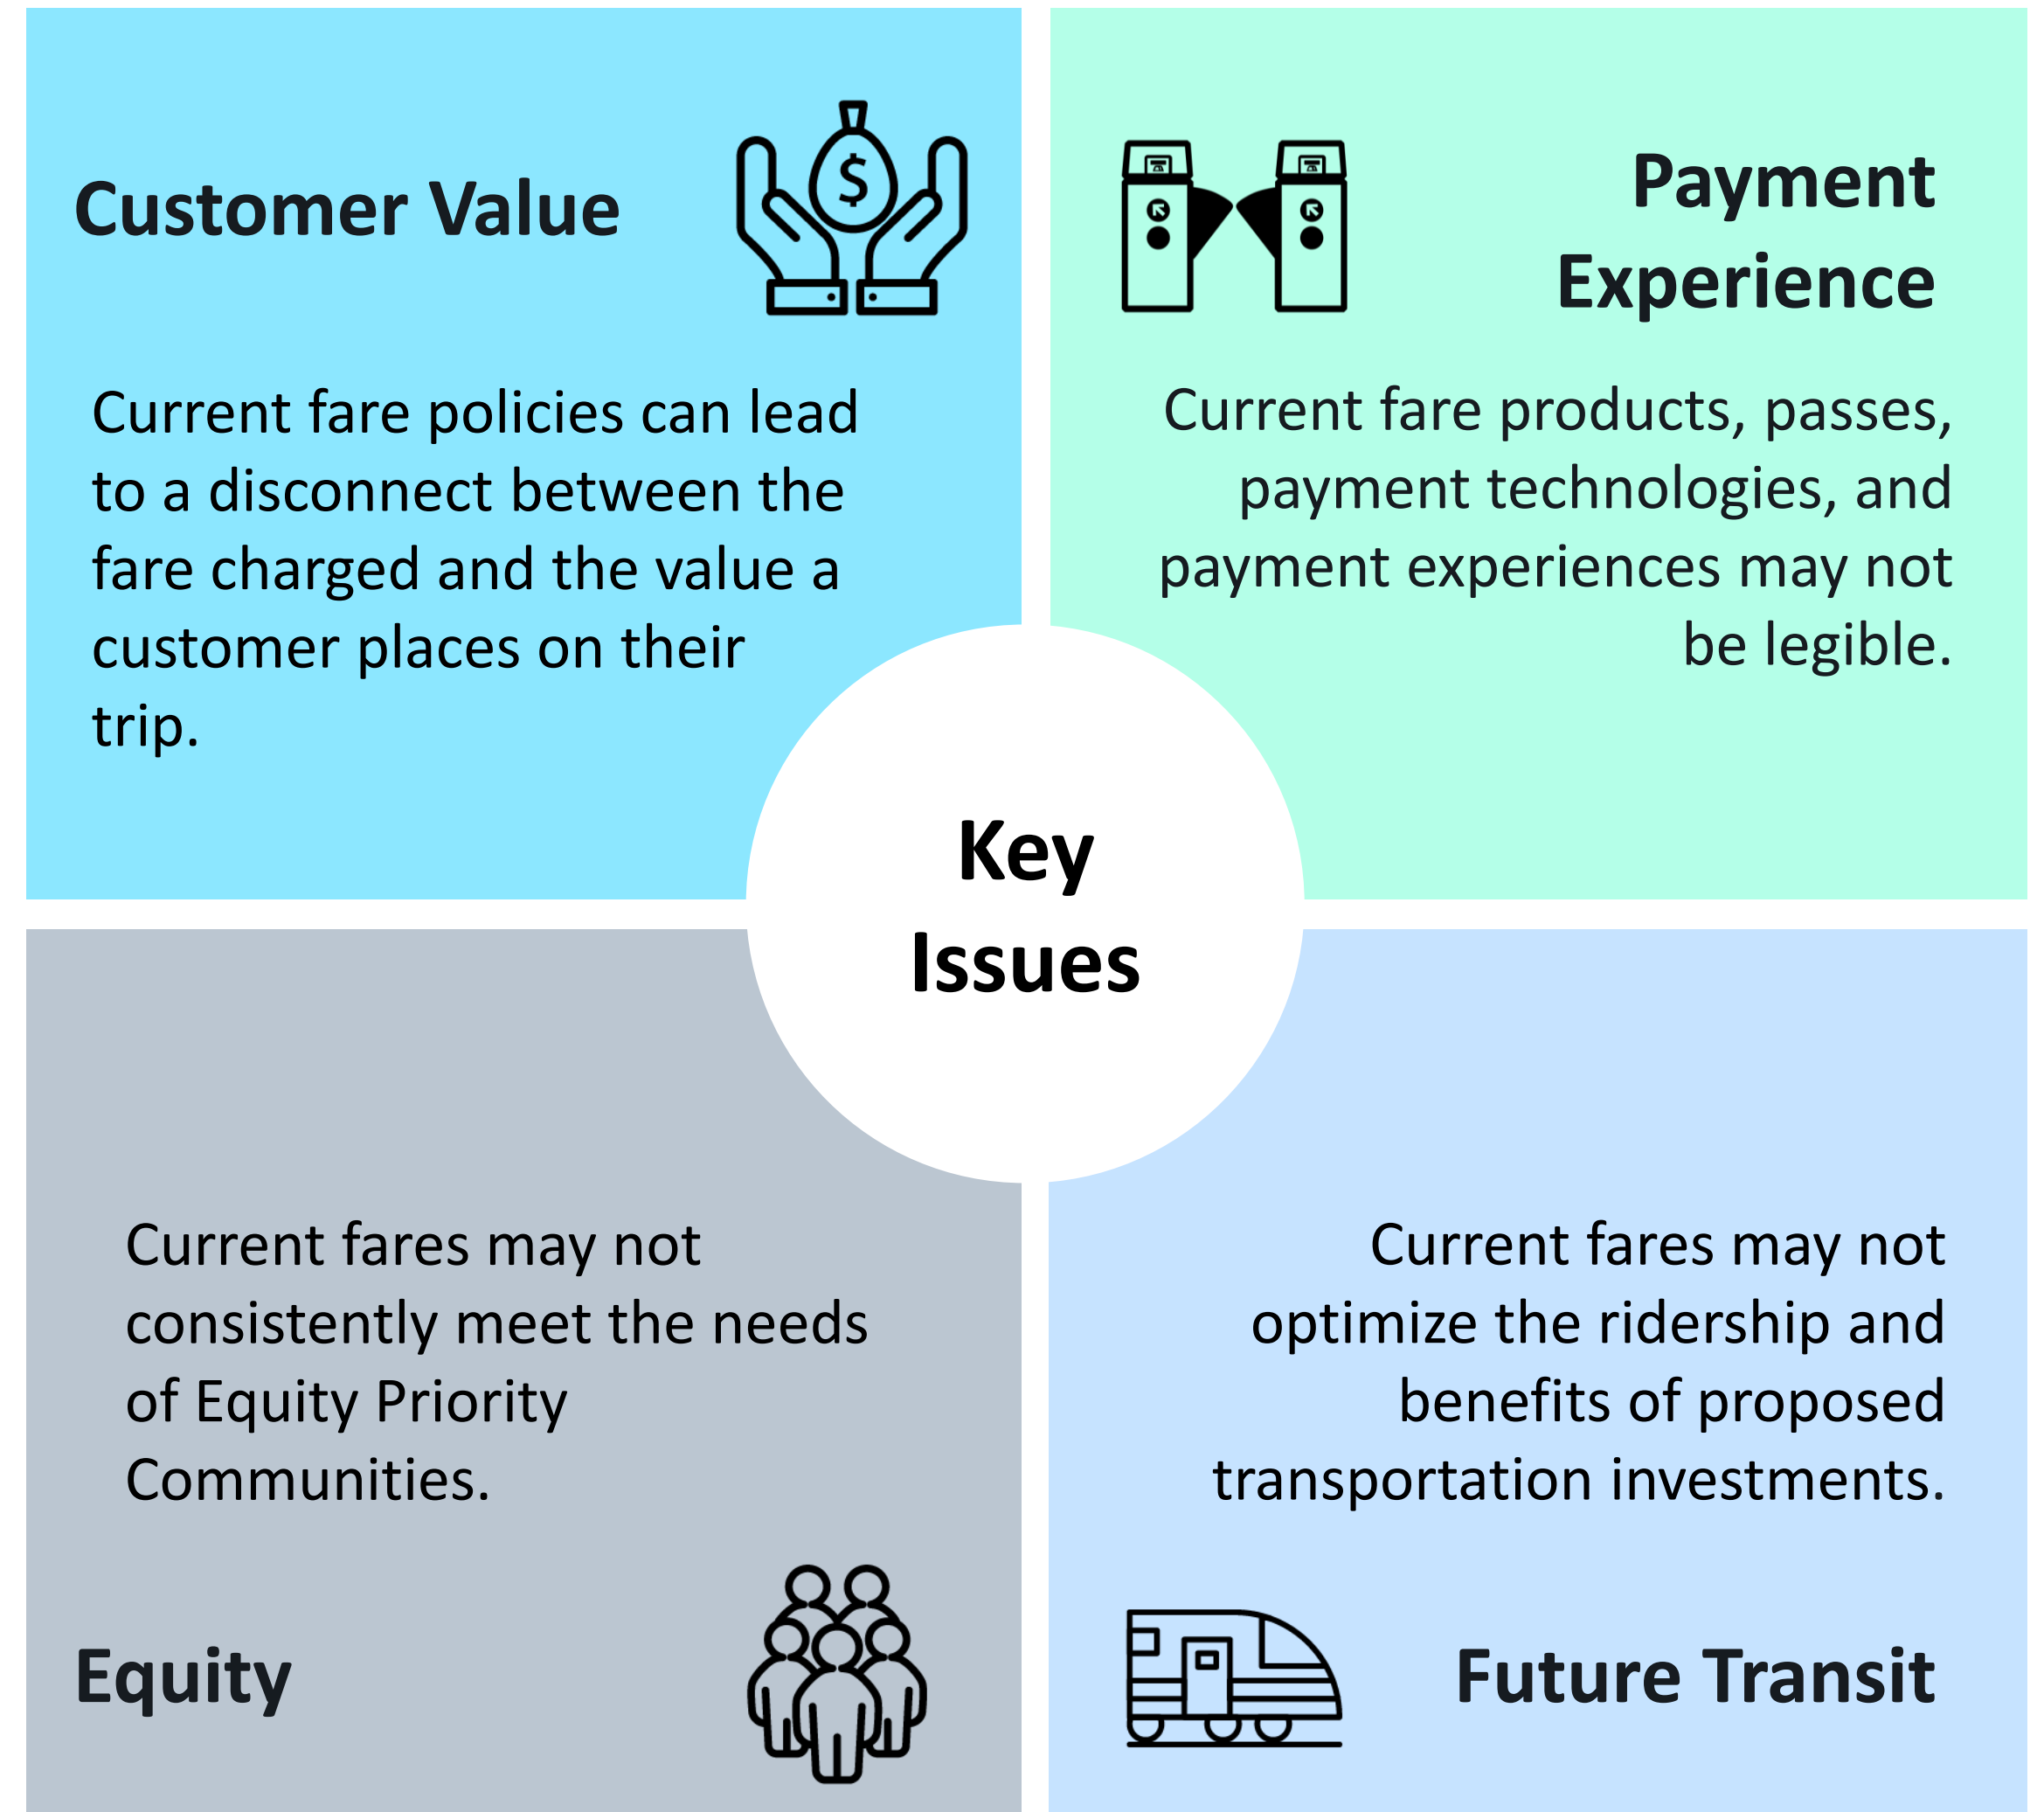 Customer Value
Current fare policies can lead
to a disconnect between the
fare charged and the value a
customer places on their
trip.
Payment
Experience
Current fare products, passes,
payment technologies, and
payment experiences may not
be legible.
Key
Issues
Current fares may not
consistently meet the needs
of Equity Priority
Communities.
Equity
Current fares may not
optimize the ridership and
benefits of proposed
transportation investments.
Future Transit